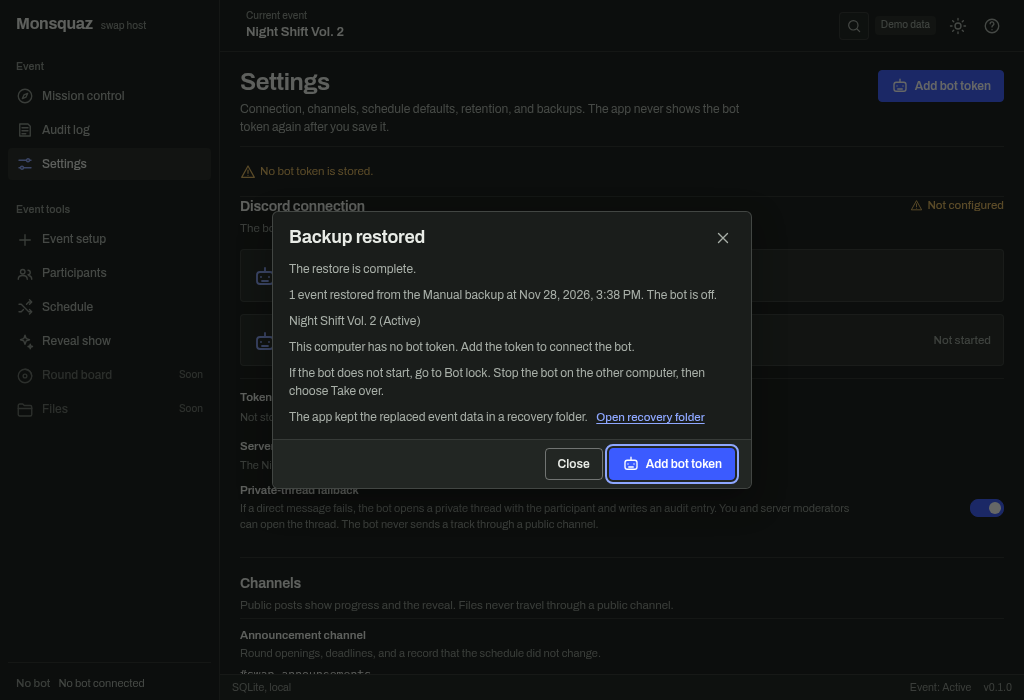 Monsquaz swap host
Current event
Night Shift Vol. 2
Demo data
Event
Mission control
Audit log
Settings
Event tools
Event setup
Participants
Schedule
Reveal show
Round board Soon
Files Soon
No bot No bot connected
Settings
Add bot token
Connection, channels, schedule defaults, retention, and backups. The app never shows the bot
token again after you save it.
No bot token is stored.
Discord connection
Not configured
The bo
Not started
Backup restored
The restore is complete.
1 event restored from the Manual backup at Nov 28, 2026, 3:38 PM. The bot is off.
Night Shift Vol. 2 (Active)
This computer has no bot token. Add the token to connect the bot.
If the bot does not start, go to Bot lock. Stop the bot on the other computer, then
choose Take over.
The app kept the replaced event data in a recovery folder. Open recovery folder
Close
Add bot token
Token
Not sto
Server
The Ni
Private-thread fallback
If a direct message fails, the bot opens a private thread with the participant and writes an audit entry. You and server moderators
can open the thread. The bot never sends a track through a public channel.
Channels
Public posts show progress and the reveal. Files never travel through a public channel.
Announcement channel
Round openings, deadlines, and a record that the schedule did not change.
#swap-announcements
SQLite, local
Event: Active v0.1.0